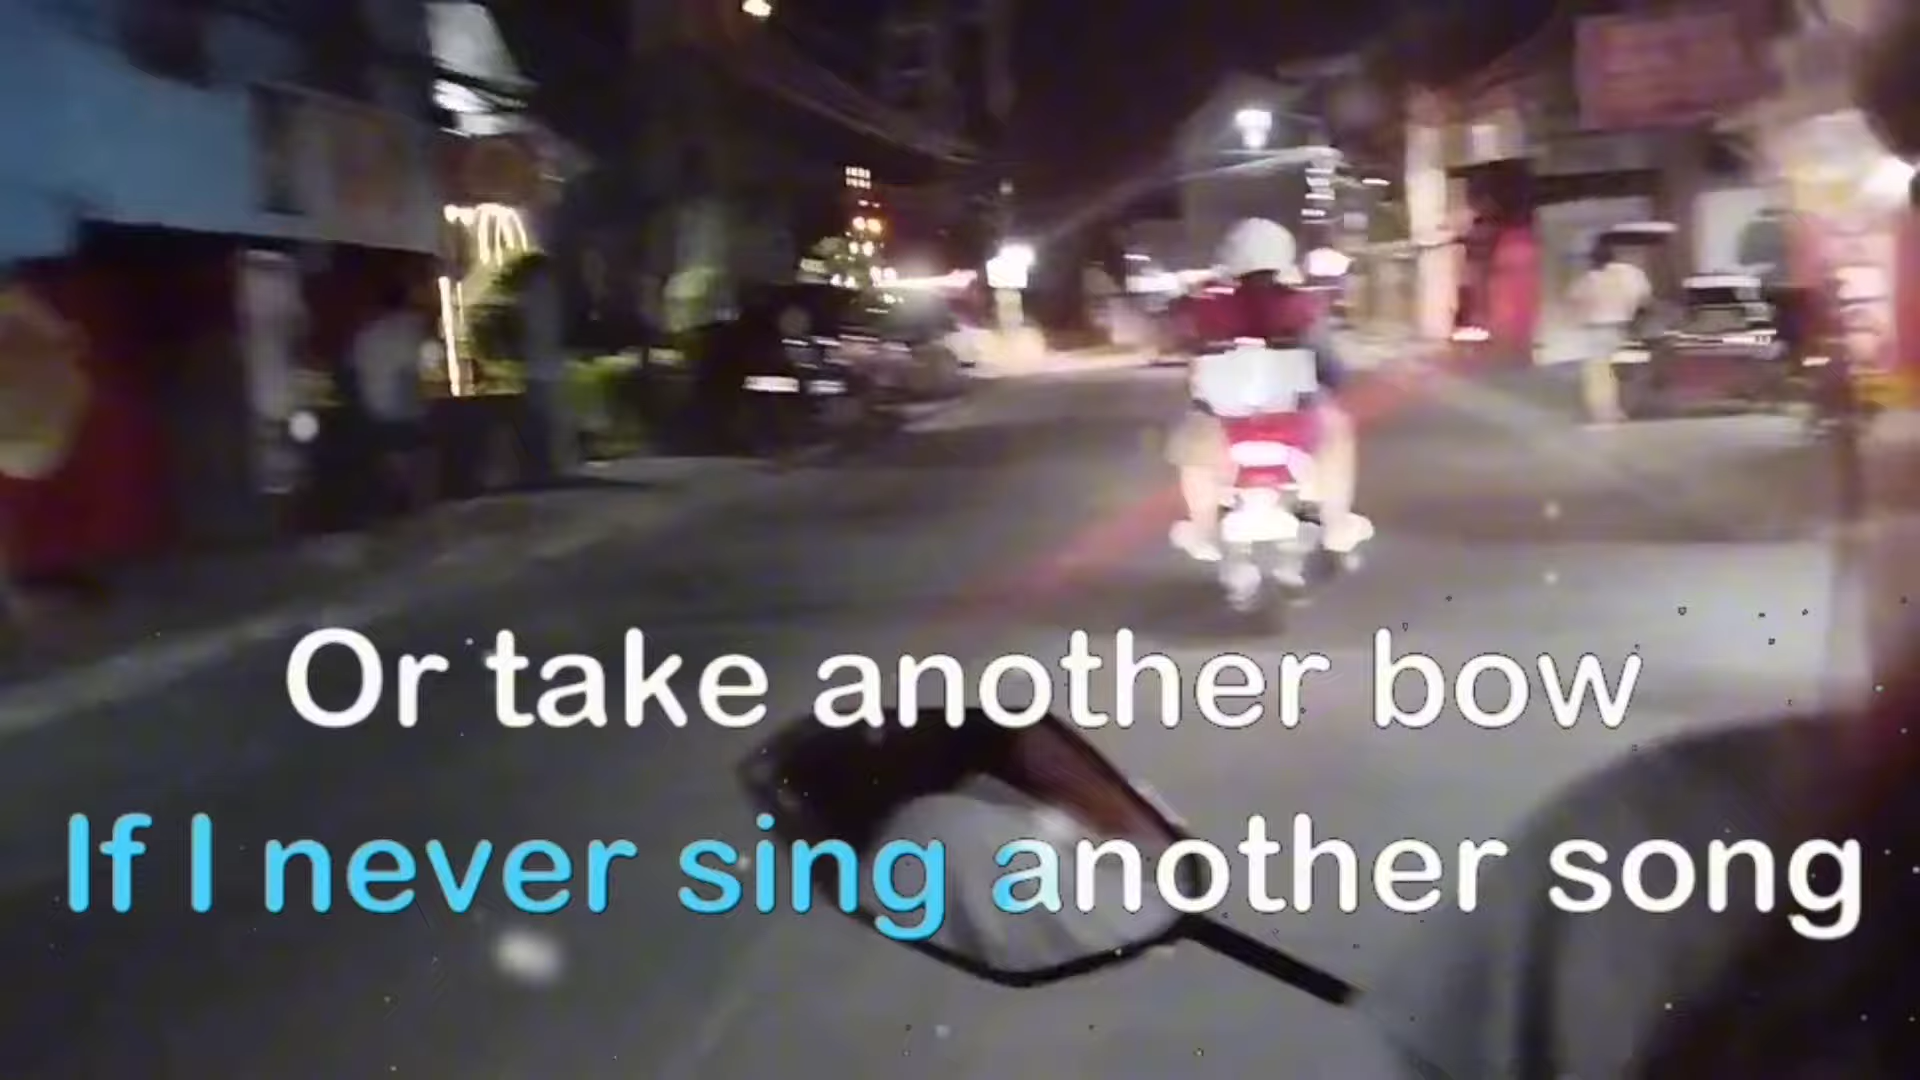 Or take another bow
If I never sing another song